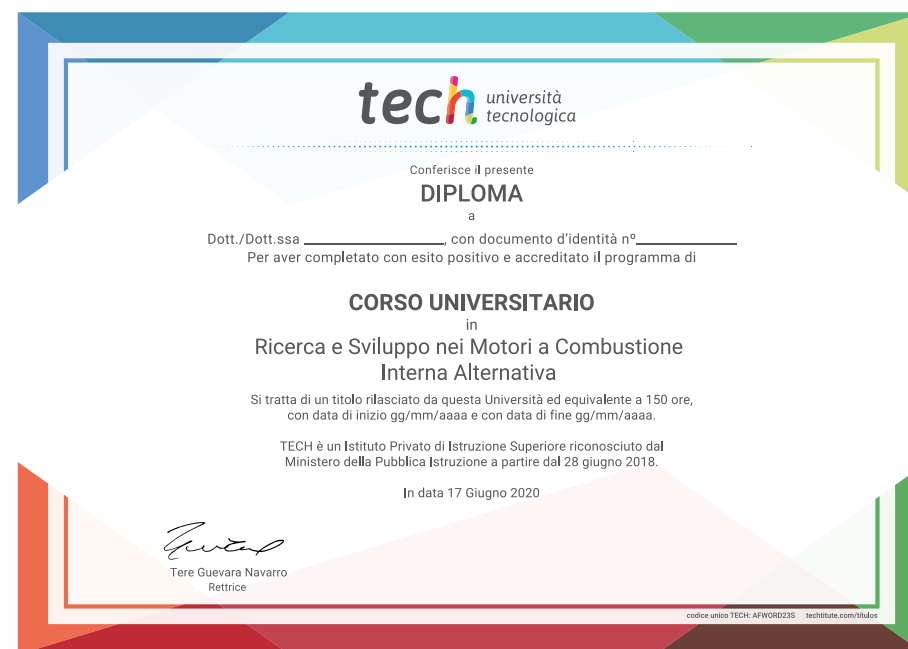 tech università
tecnologica
Conferisce il presente
DIPLOMA
a
Dott./Dott.ssa ____________________, con documento d'identità nº______________
Per aver completato con esito positivo e accreditato il programma di
CORSO UNIVERSITARIO
in
Ricerca e Sviluppo nei Motori a Combustione
Interna Alternativa
Si tratta di un titolo rilasciato da questa Università ed equivalente a 150 ore,
con data di inizio gg/mm/aaaa e con data di fine gg/mm/aaaa.
TECH è un Istituto Privato di Istruzione Superiore riconosciuto dal
Ministero della Pubblica Istruzione a partire dal 28 giugno 2018.
In data 17 Giugno 2020
Tere Guevara Navarro
Rettrice
codice unico TECH: AFWORD23S techtitute.com/titulos